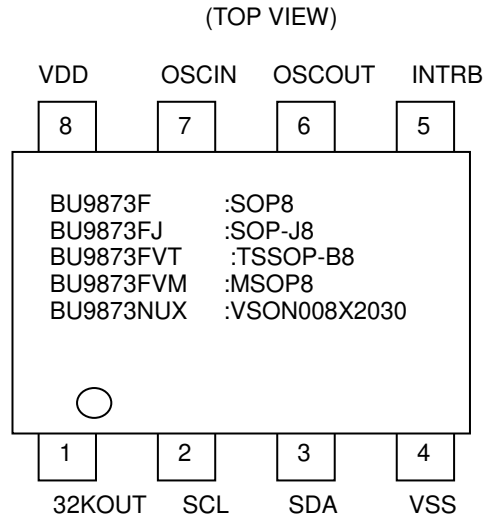 (TOP VIEW)
VDD OSCIN OSCOUT INTRB
8 7 6 5
BU9873F :SOP8
BU9873FJ :SOP-J8
BU9873FVT :TSSOP-B8
BU9873FVM :MSOP8
BU9873NUX :VSON008X2030
1 2 3 4
32KOUT SCL SDA VSS